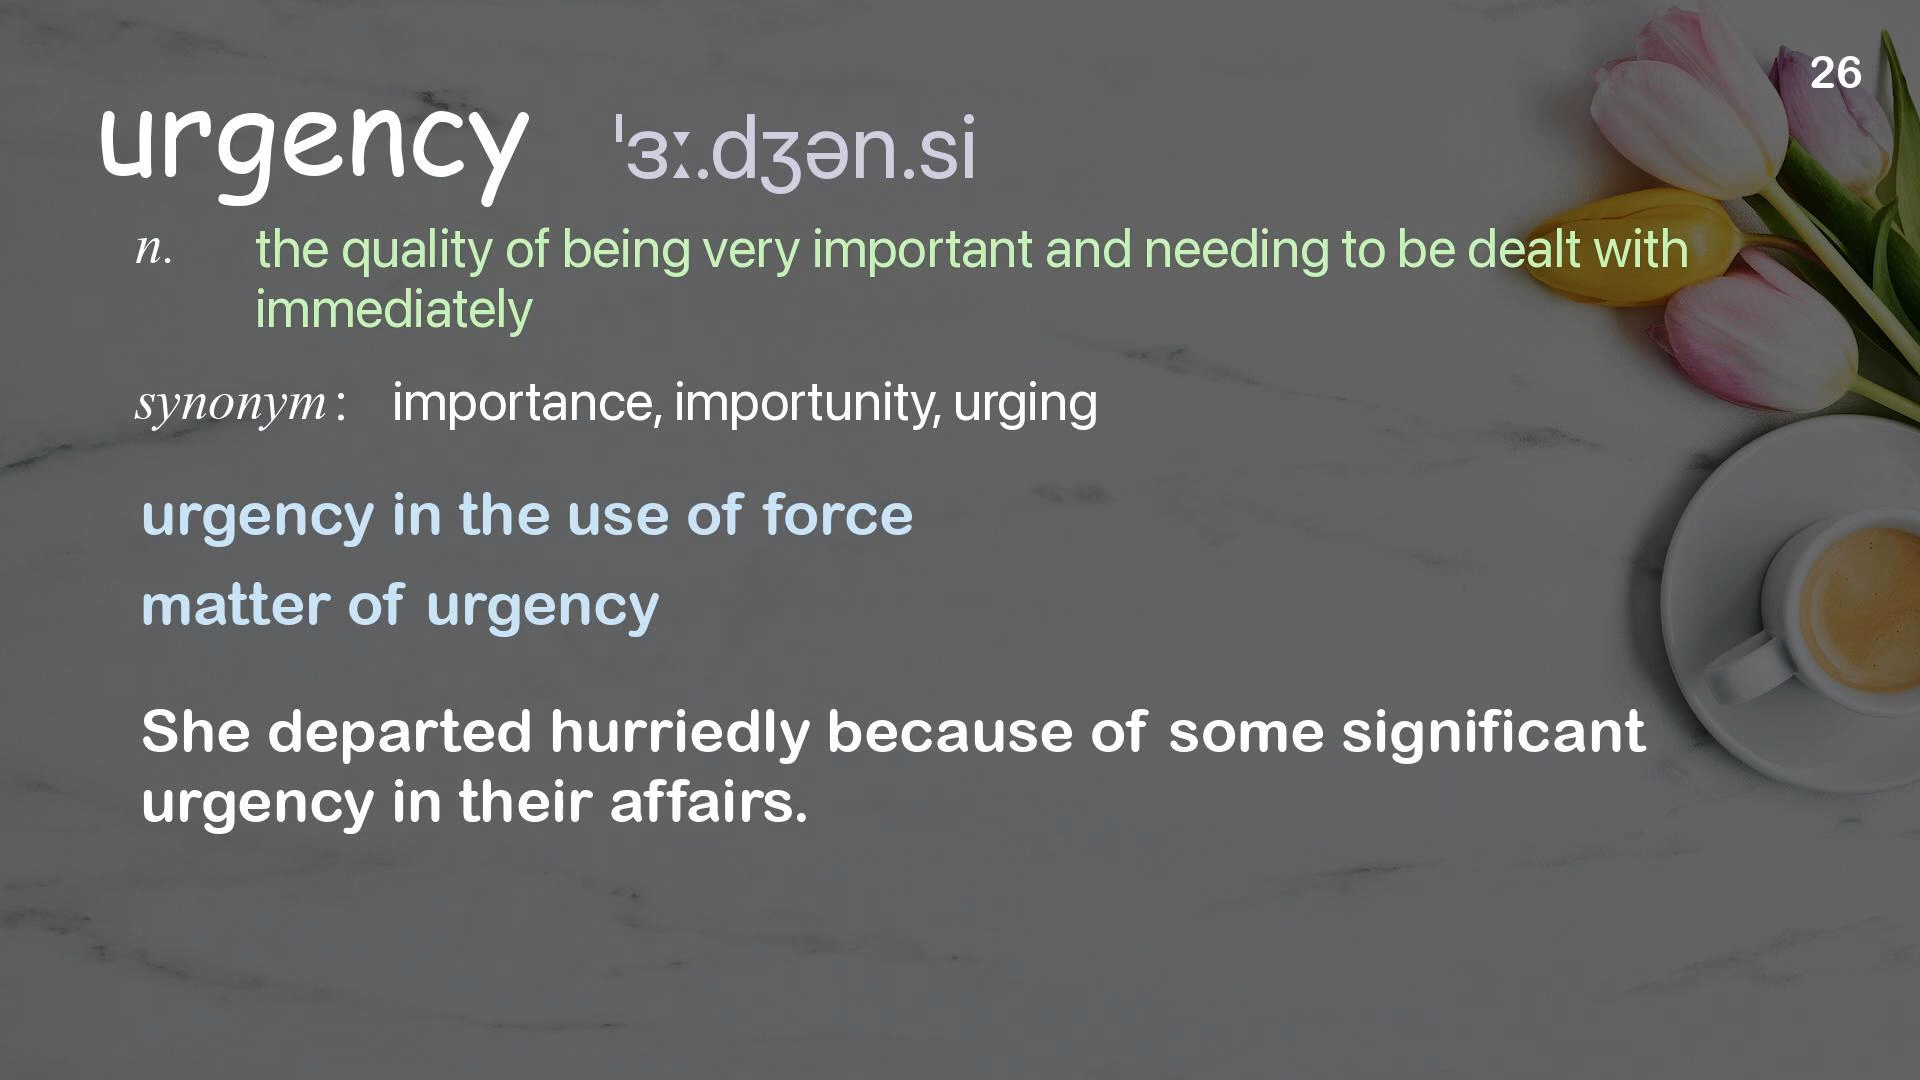 26
urgency ˈɜː.dʒən.si
n. the quality of being very important and needing to be dealt with
immediately
synonym: importance, importunity, urging
urgency in the use of force
matter of urgency
She departed hurriedly because of some significant
urgency in their affairs.